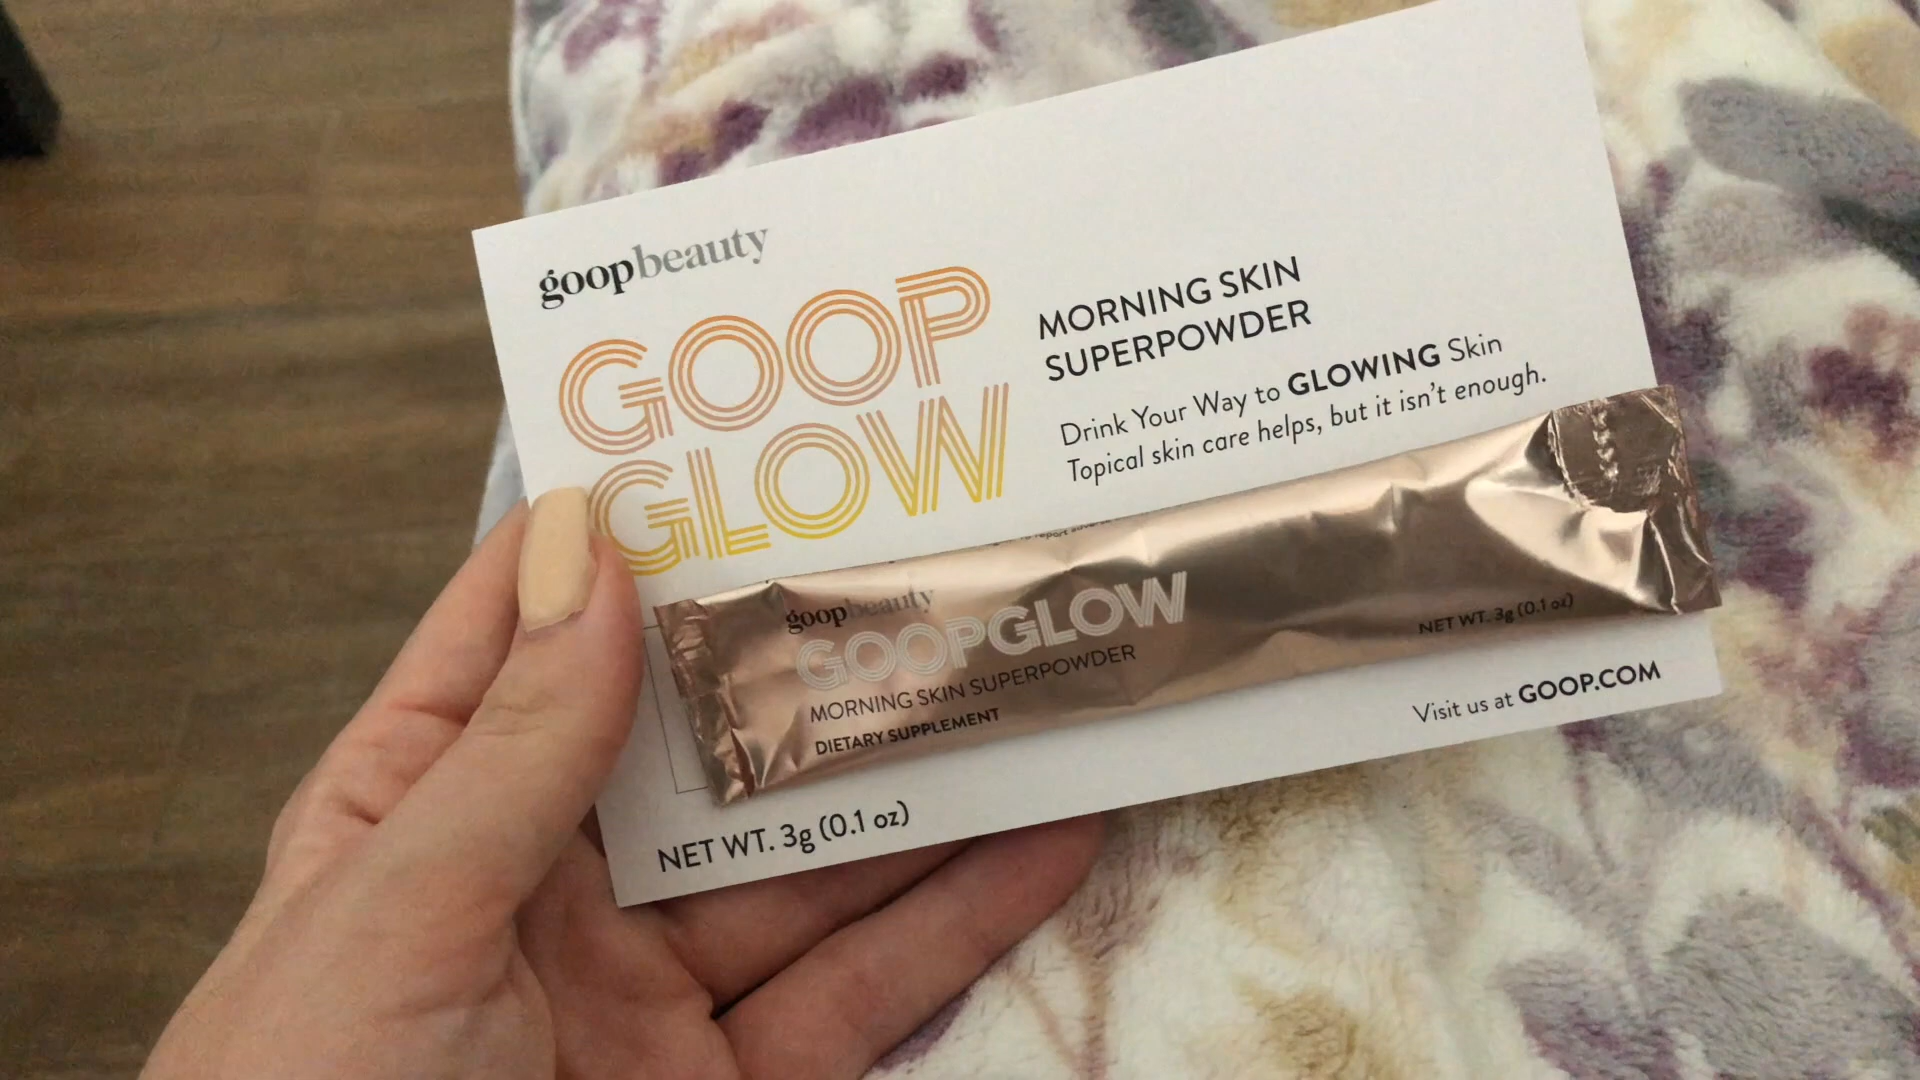 goopbeauty
GOOP
GLOW
MORNING SKIN
SUPERPOWDER
Drink Your Way to GLOWING Skin
Topical skin care helps, but it isn't enough.
To report
goopbeauty
GOOPGLOW
MORNING SKIN SUPERPOWDER
DIETARY SUPPLEMENT
NET WT. 3g (0.1 oz)
Visit us at GOOP.COM
NET WT. 3g (0.1 oz)